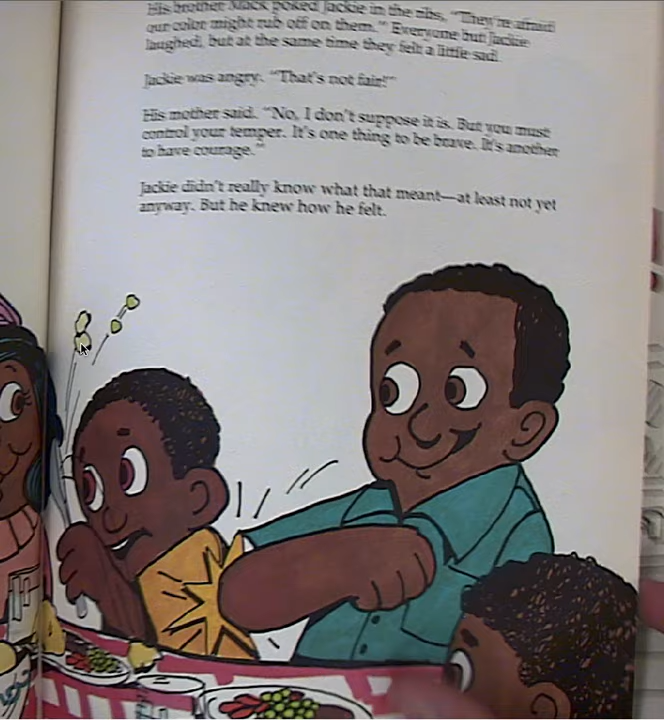 His brother Mack poked Jackie in the ribs, "They're afraid
our color might rub off on them." Everyone but Jackie
laughed, but at the same time they felt a little sad.
Jackie was angry. "That's not fair!"
His mother said. "No, I don't suppose it is. But you must
control your temper. It's one thing to be brave. It's another
to have courage."
Jackie didn't really know what that meant—at least not yet
anyway. But he knew how he felt.